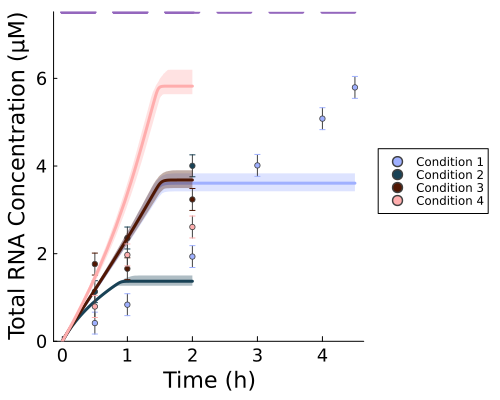 Total RNA Concentration (μM)
6
4
2
0
0 1 2 3 4
Time (h)
Condition 1
Condition 2
Condition 3
Condition 4